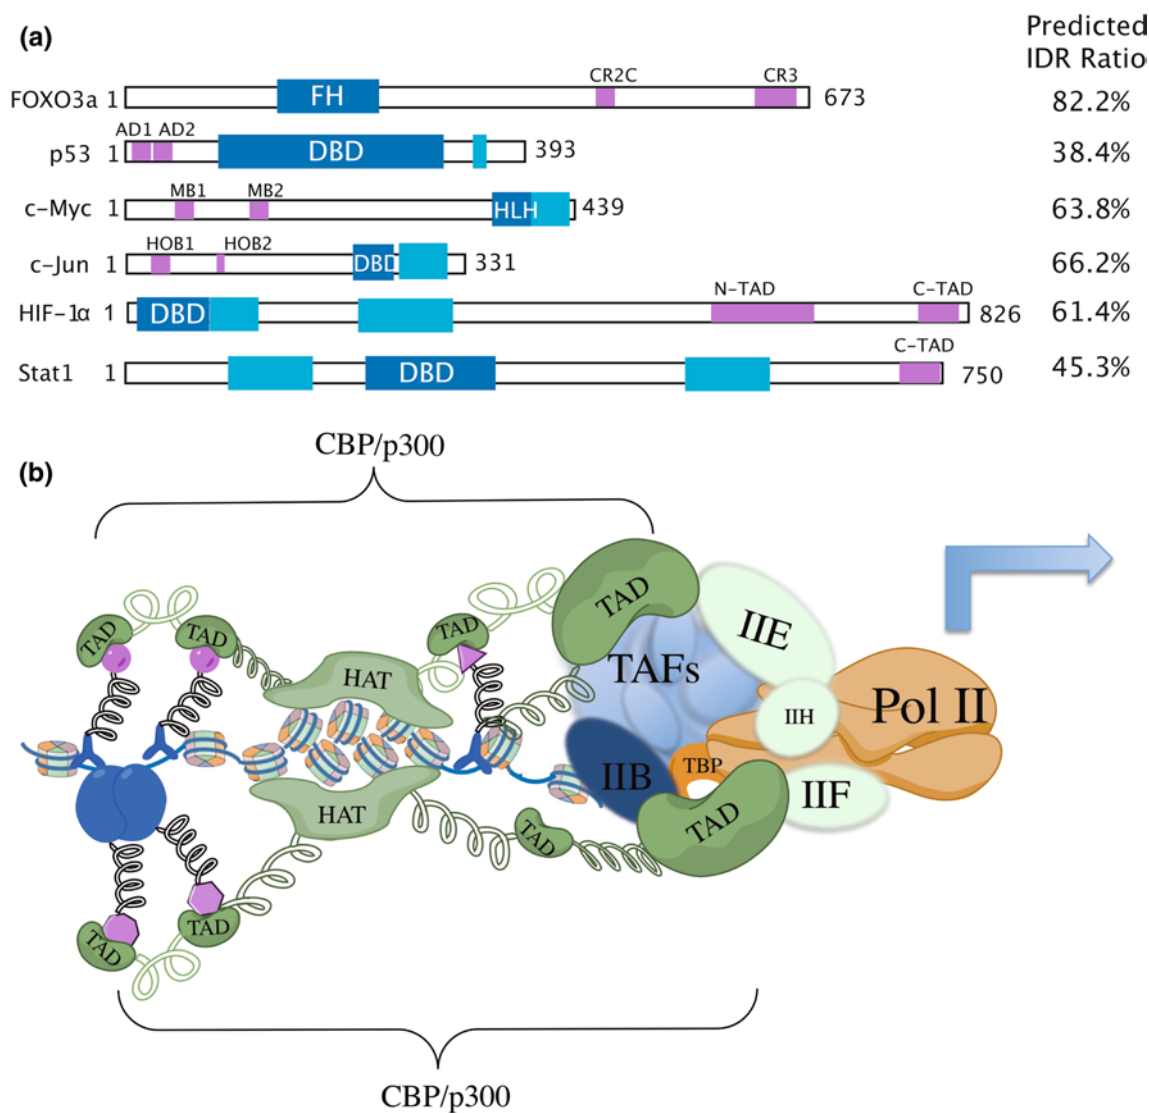 (a)
Predicted
IDR Ratio
CR2C CR3
FOXO3a 1 FH 673 82.2%
AD1 AD2
p53 1 DBD 393 38.4%
MB1 MB2
c-Myc 1 HLH 439 63.8%
HOB1 HOB2
c-Jun 1 DBD 331 66.2%
N-TAD C-TAD
HIF-1α 1 DBD 826 61.4%
C-TAD
Stat1 1 DBD 750 45.3%
CBP/p300
(b)
TAD
TAD
TAD
TAD
HAT
TAFs
IIE
IIH
Pol II
IIB
TBP
IIF
HAT
TAD
TAD
TAD
TAD
CBP/p300